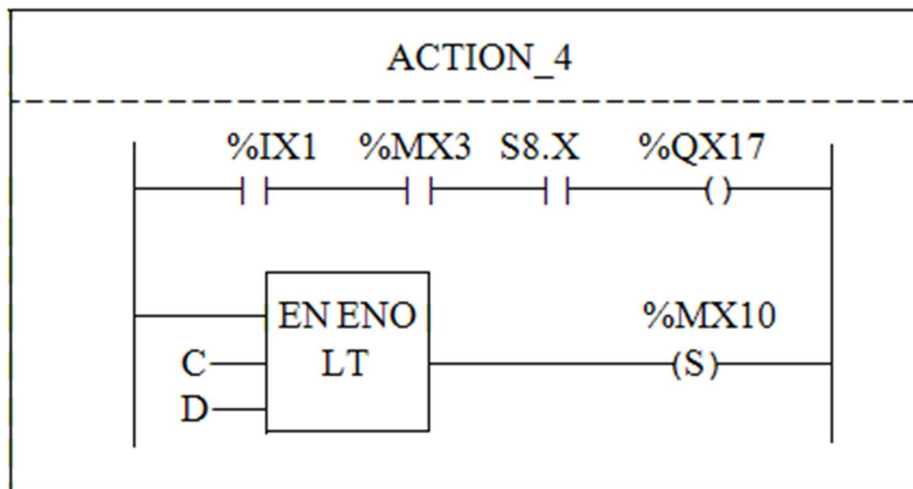 ACTION_4
%IX1 %MX3 S8.X %QX17
( )
EN ENO %MX10
C LT (S)
D